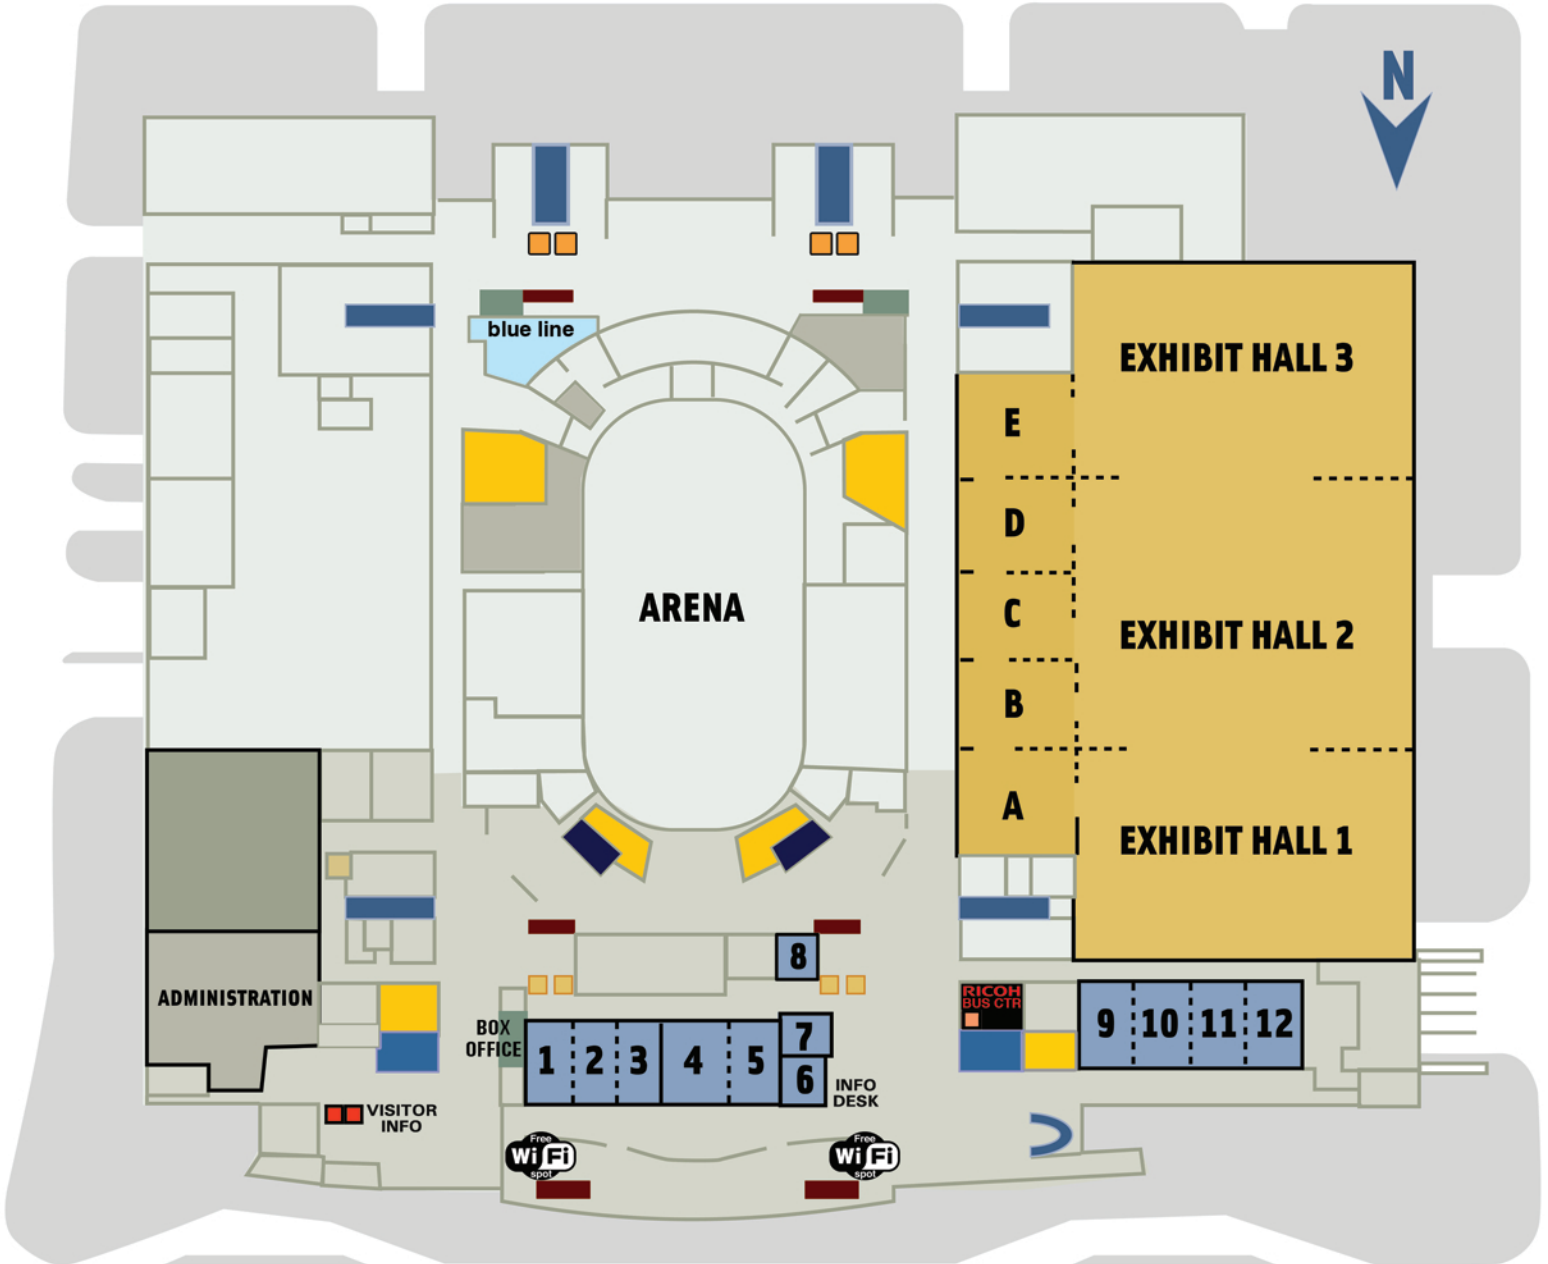 N
blue line
EXHIBIT HALL 3
E
D
ARENA
C
EXHIBIT HALL 2
B
A
EXHIBIT HALL 1
8
ADMINISTRATION
RICOH
BUS CTR
BOX
OFFICE
1
2
3
4
5
7
6
9
10
11
12
INFO
DESK
VISITOR
INFO
Free
Wi Fi
spot
Free
Wi Fi
spot